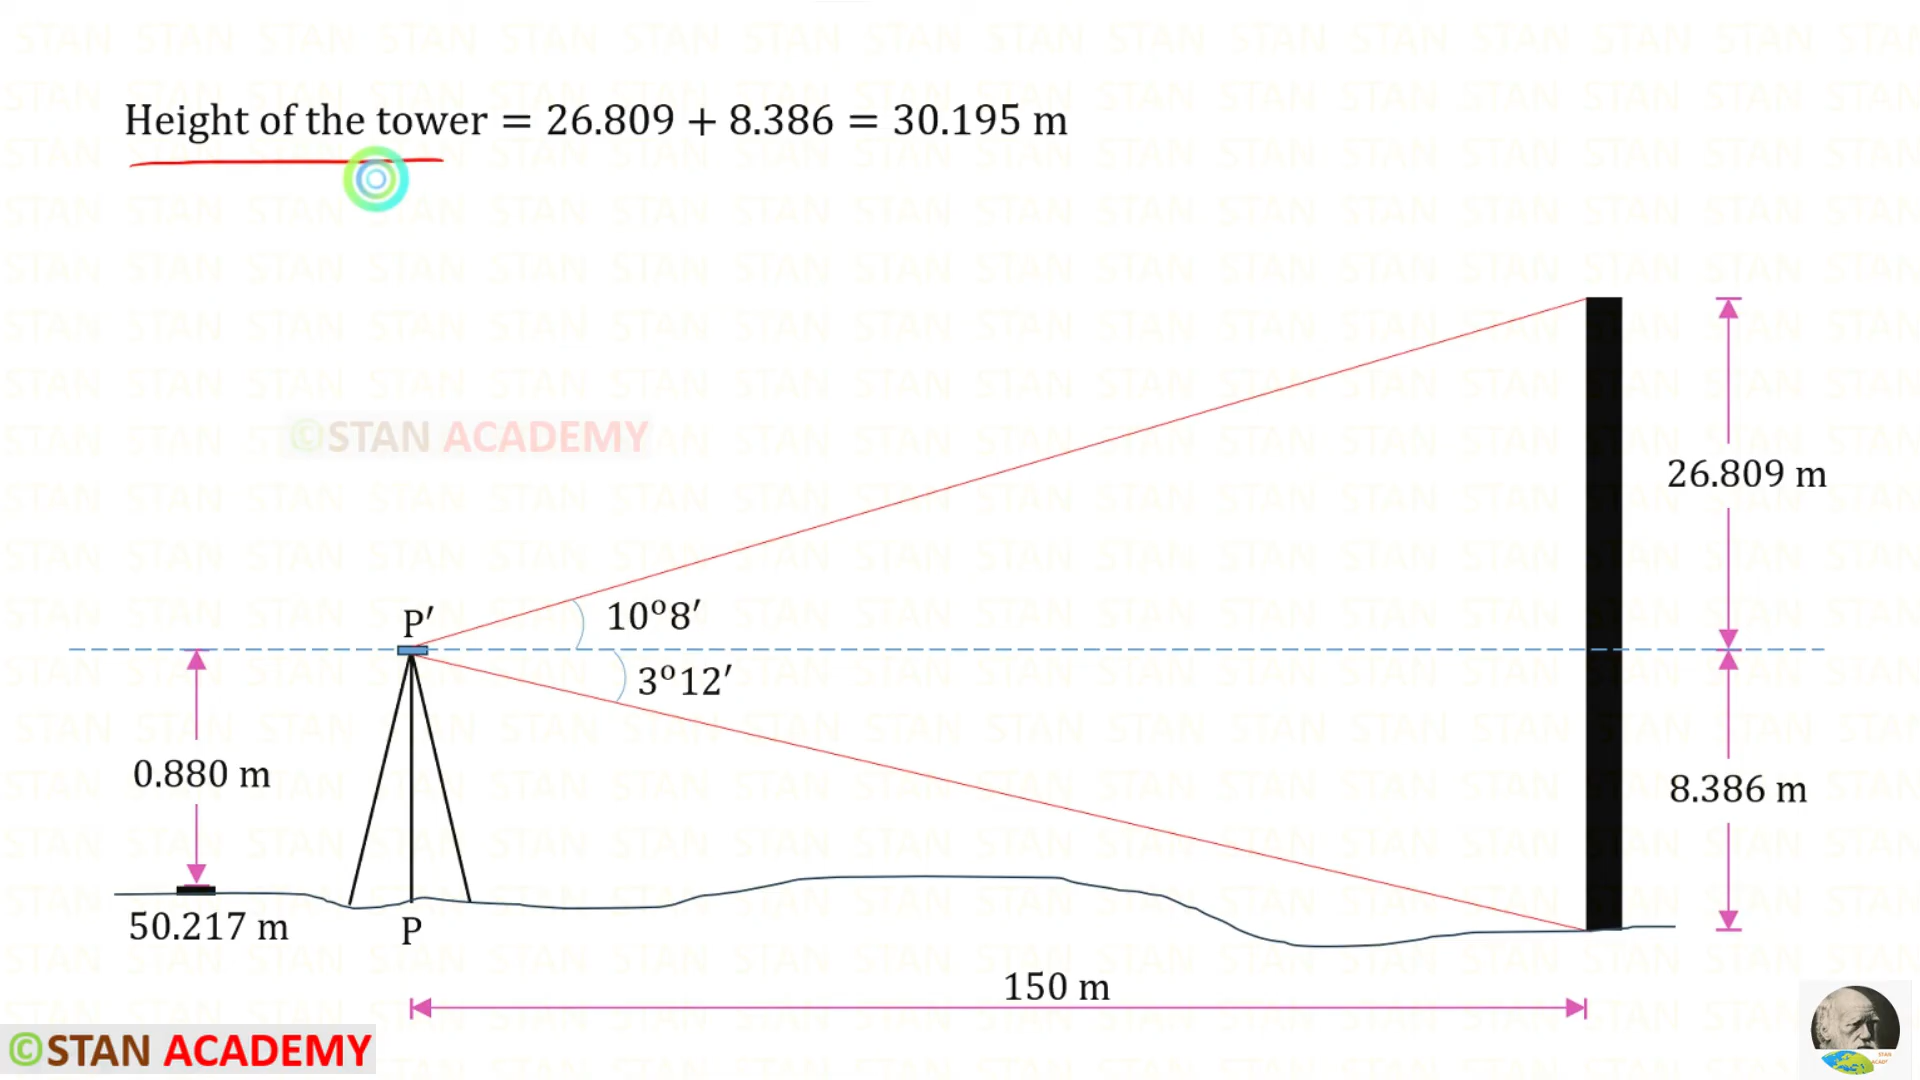 Height of the tower = 26.809 + 8.386 = 30.195 m
©STAN ACADEMY
26.809 m
P′
10°8′
3°12′
0.880 m
8.386 m
50.217 m
P
150 m
©STAN ACADEMY